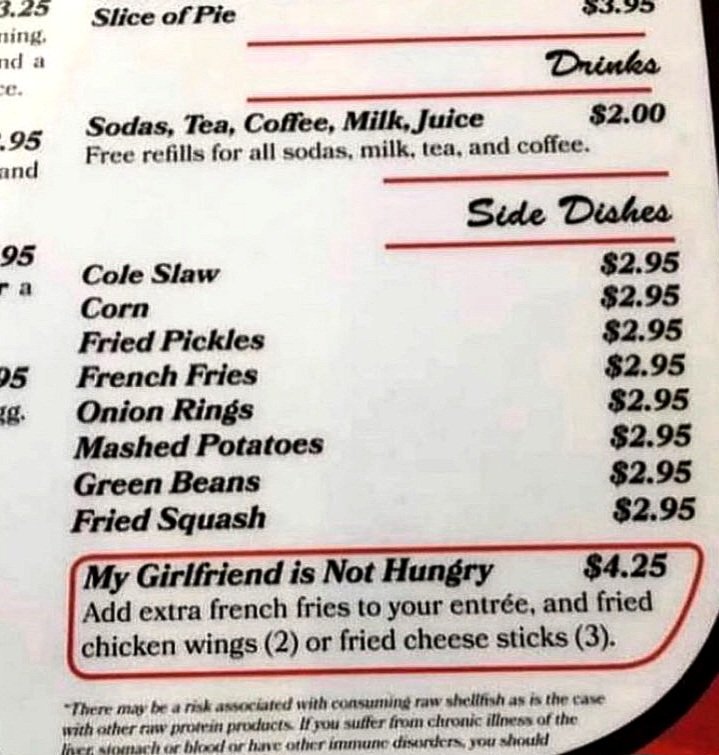 3.25
Slice of Pie $3.95
ning,
nd a
ce.
Drinks
Sodas, Tea, Coffee, Milk, Juice $2.00
.95
Free refills for all sodas, milk, tea, and coffee.
and
Side Dishes
95
Cole Slaw $2.95
r a
Corn $2.95
Fried Pickles $2.95
95
French Fries $2.95
gg.
Onion Rings $2.95
Mashed Potatoes $2.95
Green Beans $2.95
Fried Squash $2.95
My Girlfriend is Not Hungry $4.25
Add extra french fries to your entrée, and fried
chicken wings (2) or fried cheese sticks (3).
*There may be a risk associated with consuming raw shellfish as is the case
with other raw protein products. If you suffer from chronic illness of the
liver, stomach or blood or have other immune disorders, you should